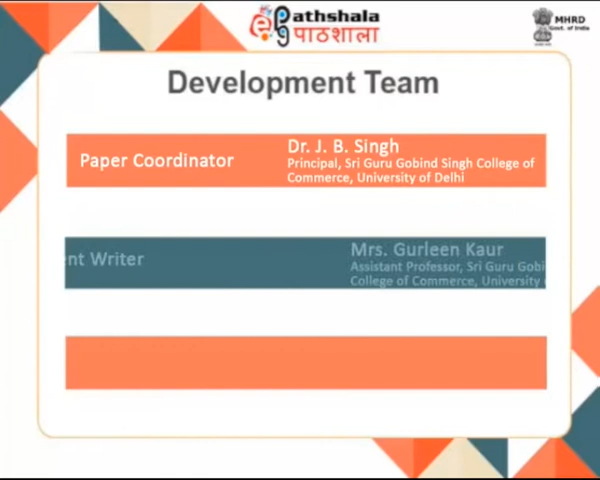 ePathshala
पाठशाला
MHRD
Govt. of India
Development Team
Paper Coordinator
Dr. J. B. Singh
Principal, Sri Guru Gobind Singh College of
Commerce, University of Delhi
nt Writer
Mrs. Gurleen Kaur
Assistant Professor, Sri Guru Gobi
College of Commerce, University